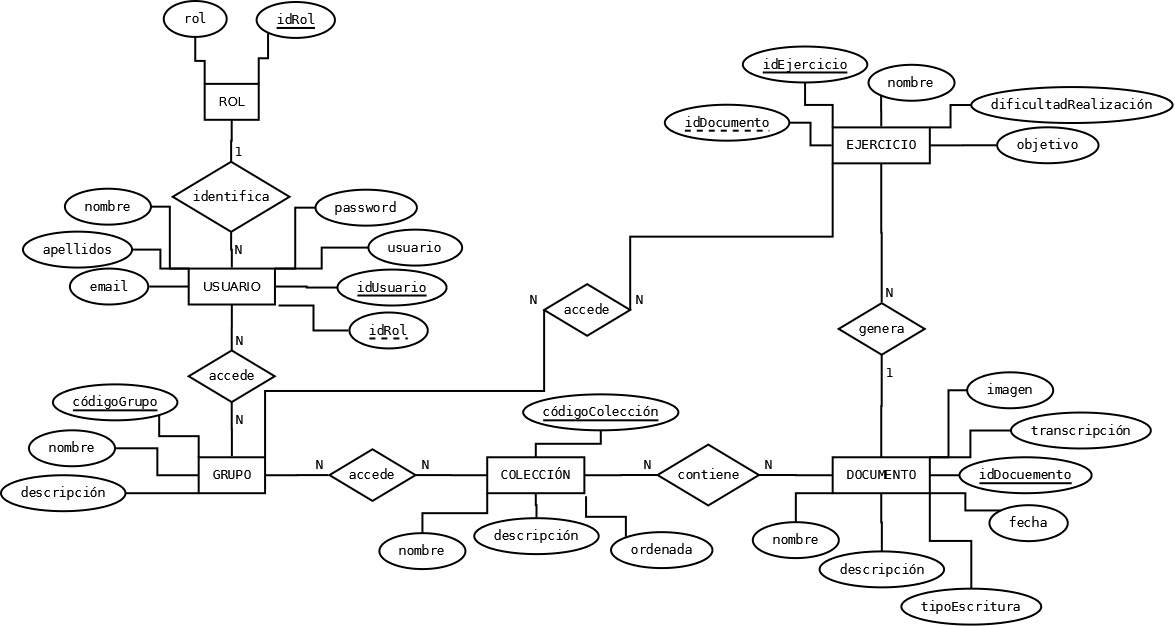 rol
idRol
ROL
1
identifica
N
nombre
password
apellidos
usuario
email
USUARIO
idUsuario
idRol
N
accede
N
códigoGrupo
nombre
GRUPO
descripción
idEjercicio
nombre
dificultadRealización
idDocumento
EJERCICIO
objetivo
N
accede
N
N
genera
1
códigoColección
N
accede
N
COLECCIÓN
nombre
descripción
ordenada
N
contiene
N
imagen
transcripción
DOCUMENTO
idDocuemento
fecha
nombre
descripción
tipoEscritura